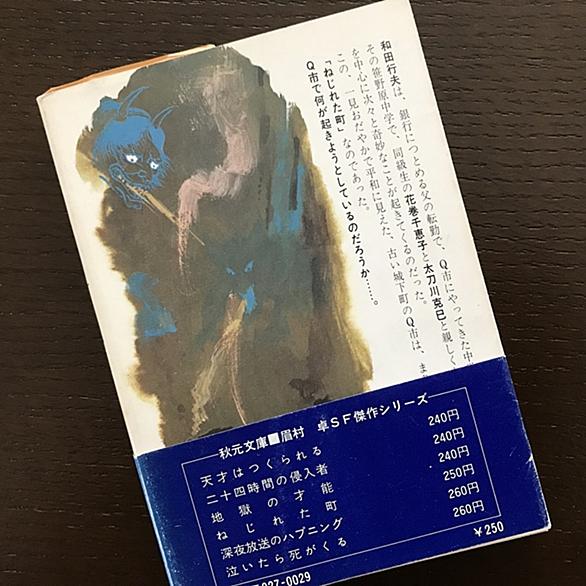 和田行夫は、銀行につとめる父の転勤で、Q市にやってきた中
その笹野原中学で、同級生の花巻千恵子と太刀川克巳と親しく、
を中心に次々と奇妙なことが起きてくるのだった。
この、一見おだやかで平和に見えた、古い城下町のQ市は、ま
「ねじれた町」なのであった。
Q市で何が起きようとしているのだろうか……。
秋元文庫■眉村 卓SF傑作シリーズ
天才はつくられる 240円
二十四時間の侵入者 240円
地獄の才能 240円
ねじれた町 250円
深夜放送のハプニング 260円
泣いたら死がくる 260円
227-0029
¥250